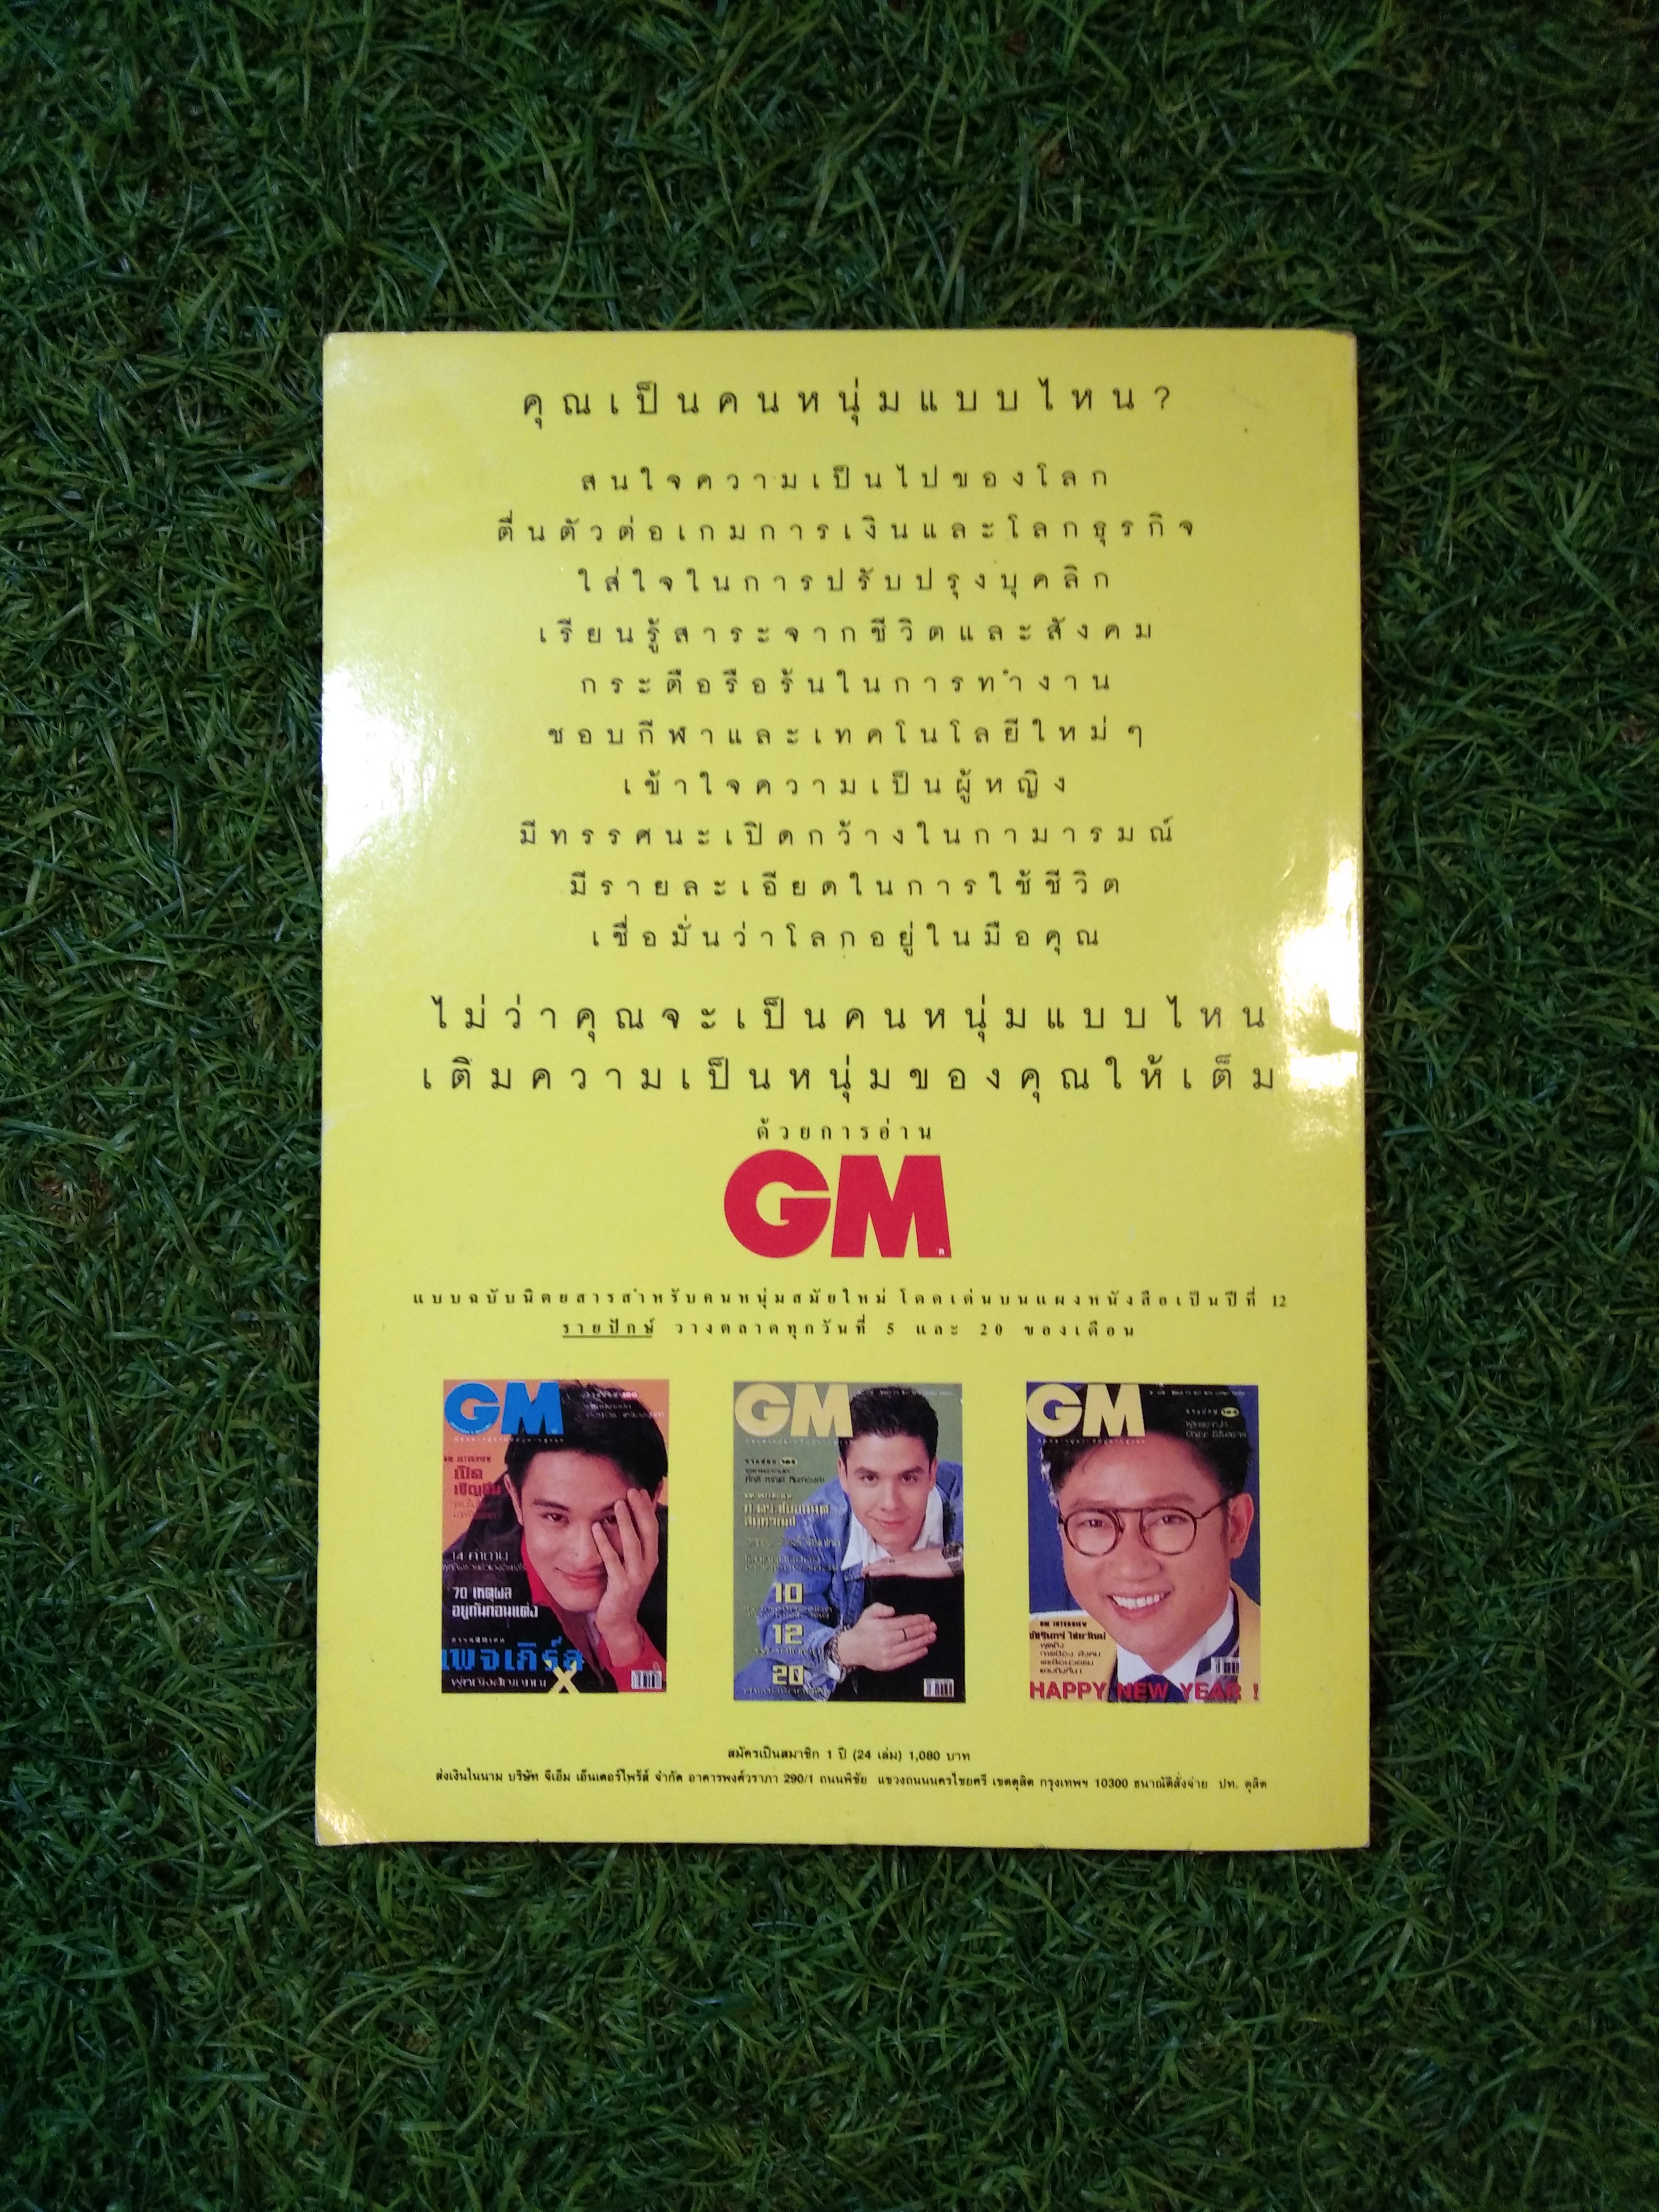 คุณเป็นคนหนุ่มแบบไหน?
สนใจความเป็นไปของโลก
ตื่นตัวต่อเกมการเงินและโลกธุรกิจ
ใส่ใจในการปรับปรุงบุคลิก
เรียนรู้สาระจากชีวิตและสังคม
กระตือรือร้นในการทำงาน
ชอบกีฬาและเทคโนโลยีใหม่ๆ
เข้าใจความเป็นผู้หญิง
มีทรรศนะเปิดกว้างในกามารมณ์
มีรายละเอียดในการใช้ชีวิต
เชื่อมั่นว่าโลกอยู่ในมือคุณ
ไม่ว่าคุณจะเป็นคนหนุ่มแบบไหน
เติมความเป็นหนุ่มของคุณให้เต็ม
ด้วยการอ่าน
GM
แบบฉบับนิตยสารสำหรับคนหนุ่มสมัยใหม่ โดดเด่นบนแผงหนังสือเป็นปีที่ 12
รายปักษ์ วางตลาดทุกวันที่ 5 และ 20 ของเดือน
GM
เปิด
14 คำถาม
70 เหตุผล
อยู่กันก่อนแต่ง
เพจเกิร์ล
X
GM
10
12
20
GM
GM INTERVIEW
HAPPY NEW YEAR !
สมัครเป็นสมาชิก 1 ปี (24 เล่ม) 1,080 บาท
ส่งเงินในนาม บริษัท จีเอ็ม เอ็นเตอร์ไพร้ส์ จำกัด อาคารพงศ์วราภา 290/1 ถนนพิชัย แขวงถนนนครไชยศรี เขตดุสิต กรุงเทพฯ 10300 ธนาณัติสั่งจ่าย ปท. ดุสิต